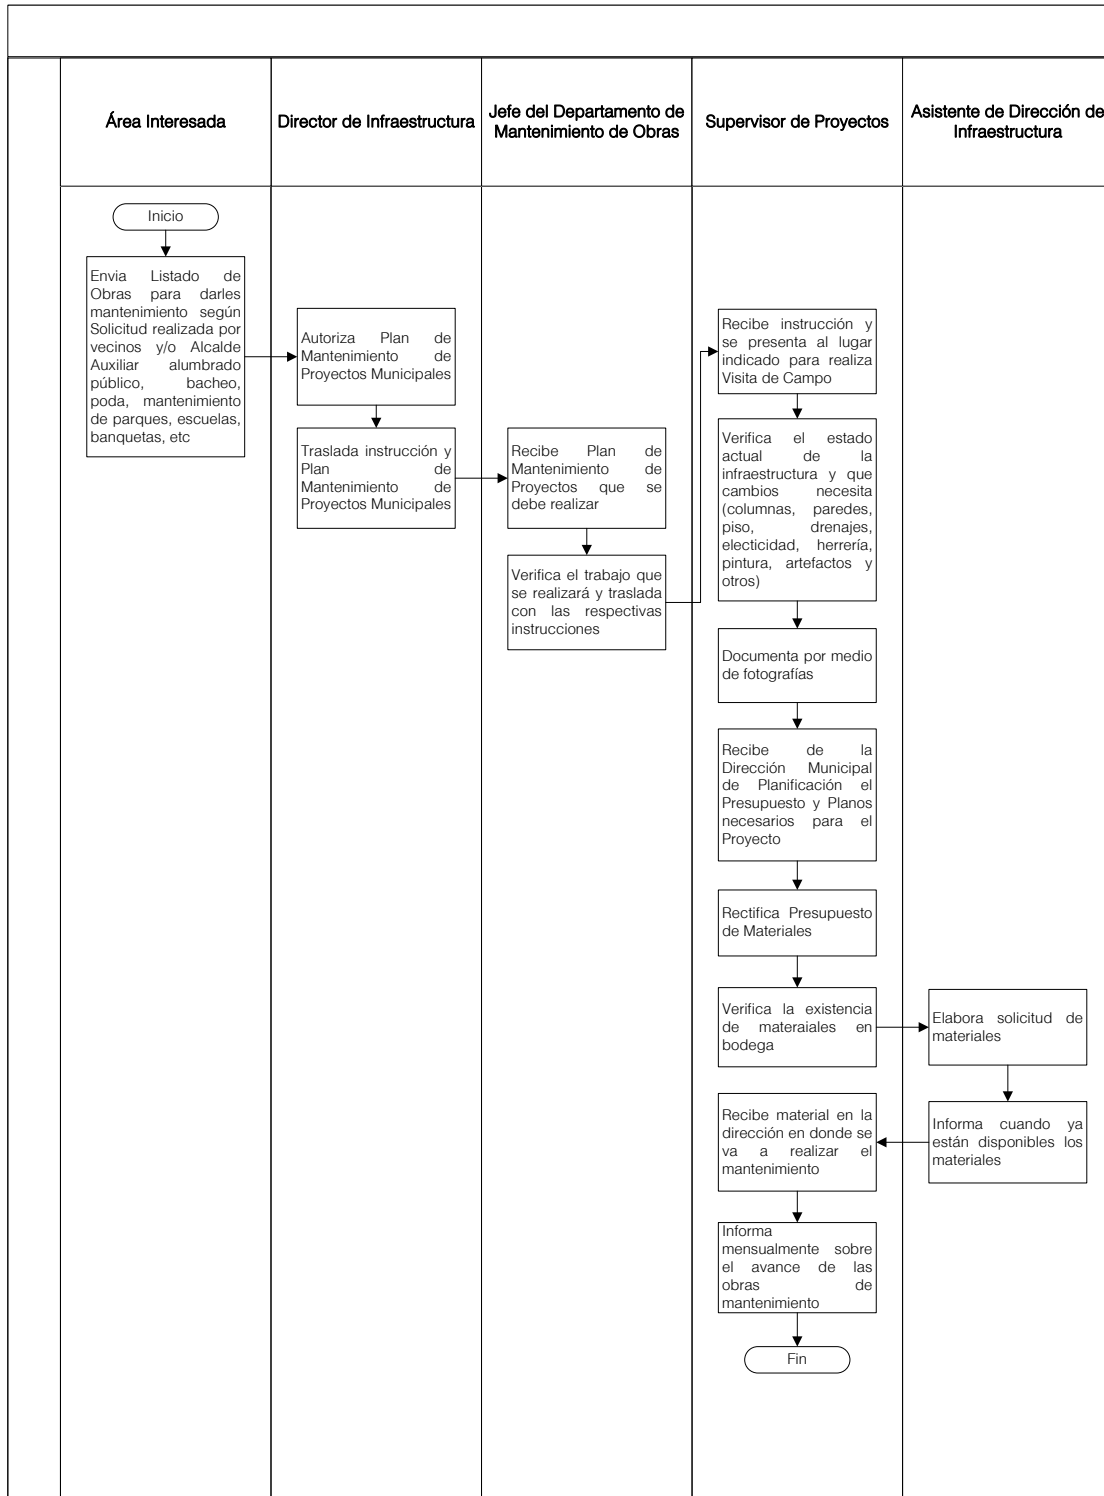 Área Interesada
Director de Infraestructura
Jefe del Departamento de
Mantenimiento de Obras
Supervisor de Proyectos
Asistente de Dirección de
Infraestructura
Inicio
Envia Listado de
Obras para darles
mantenimiento según
Solicitud realizada por
vecinos y/o Alcalde
Auxiliar alumbrado
público, bacheo,
poda, mantenimiento
de parques, escuelas,
banquetas, etc
Autoriza Plan de
Mantenimiento de
Proyectos Municipales
Traslada instrucción y
Plan de
Mantenimiento de
Proyectos Municipales
Recibe Plan de
Mantenimiento de
Proyectos que se
debe realizar
Verifica el trabajo que
se realizará y traslada
con las respectivas
instrucciones
Recibe instrucción y
se presenta al lugar
indicado para realiza
Visita de Campo
Verifica el estado
actual de la
infraestructura y que
cambios necesita
(columnas, paredes,
piso, drenajes,
electicidad, herrería,
pintura, artefactos y
otros)
Documenta por medio
de fotografías
Recibe de la
Dirección Municipal
de Planificación el
Presupuesto y Planos
necesarios para el
Proyecto
Rectifica Presupuesto
de Materiales
Verifica la existencia
de materaiales en
bodega
Elabora solicitud de
materiales
Informa cuando ya
están disponibles los
materiales
Recibe material en la
dirección en donde se
va a realizar el
mantenimiento
Informa
mensualmente sobre
el avance de las
obras de
mantenimiento
Fin